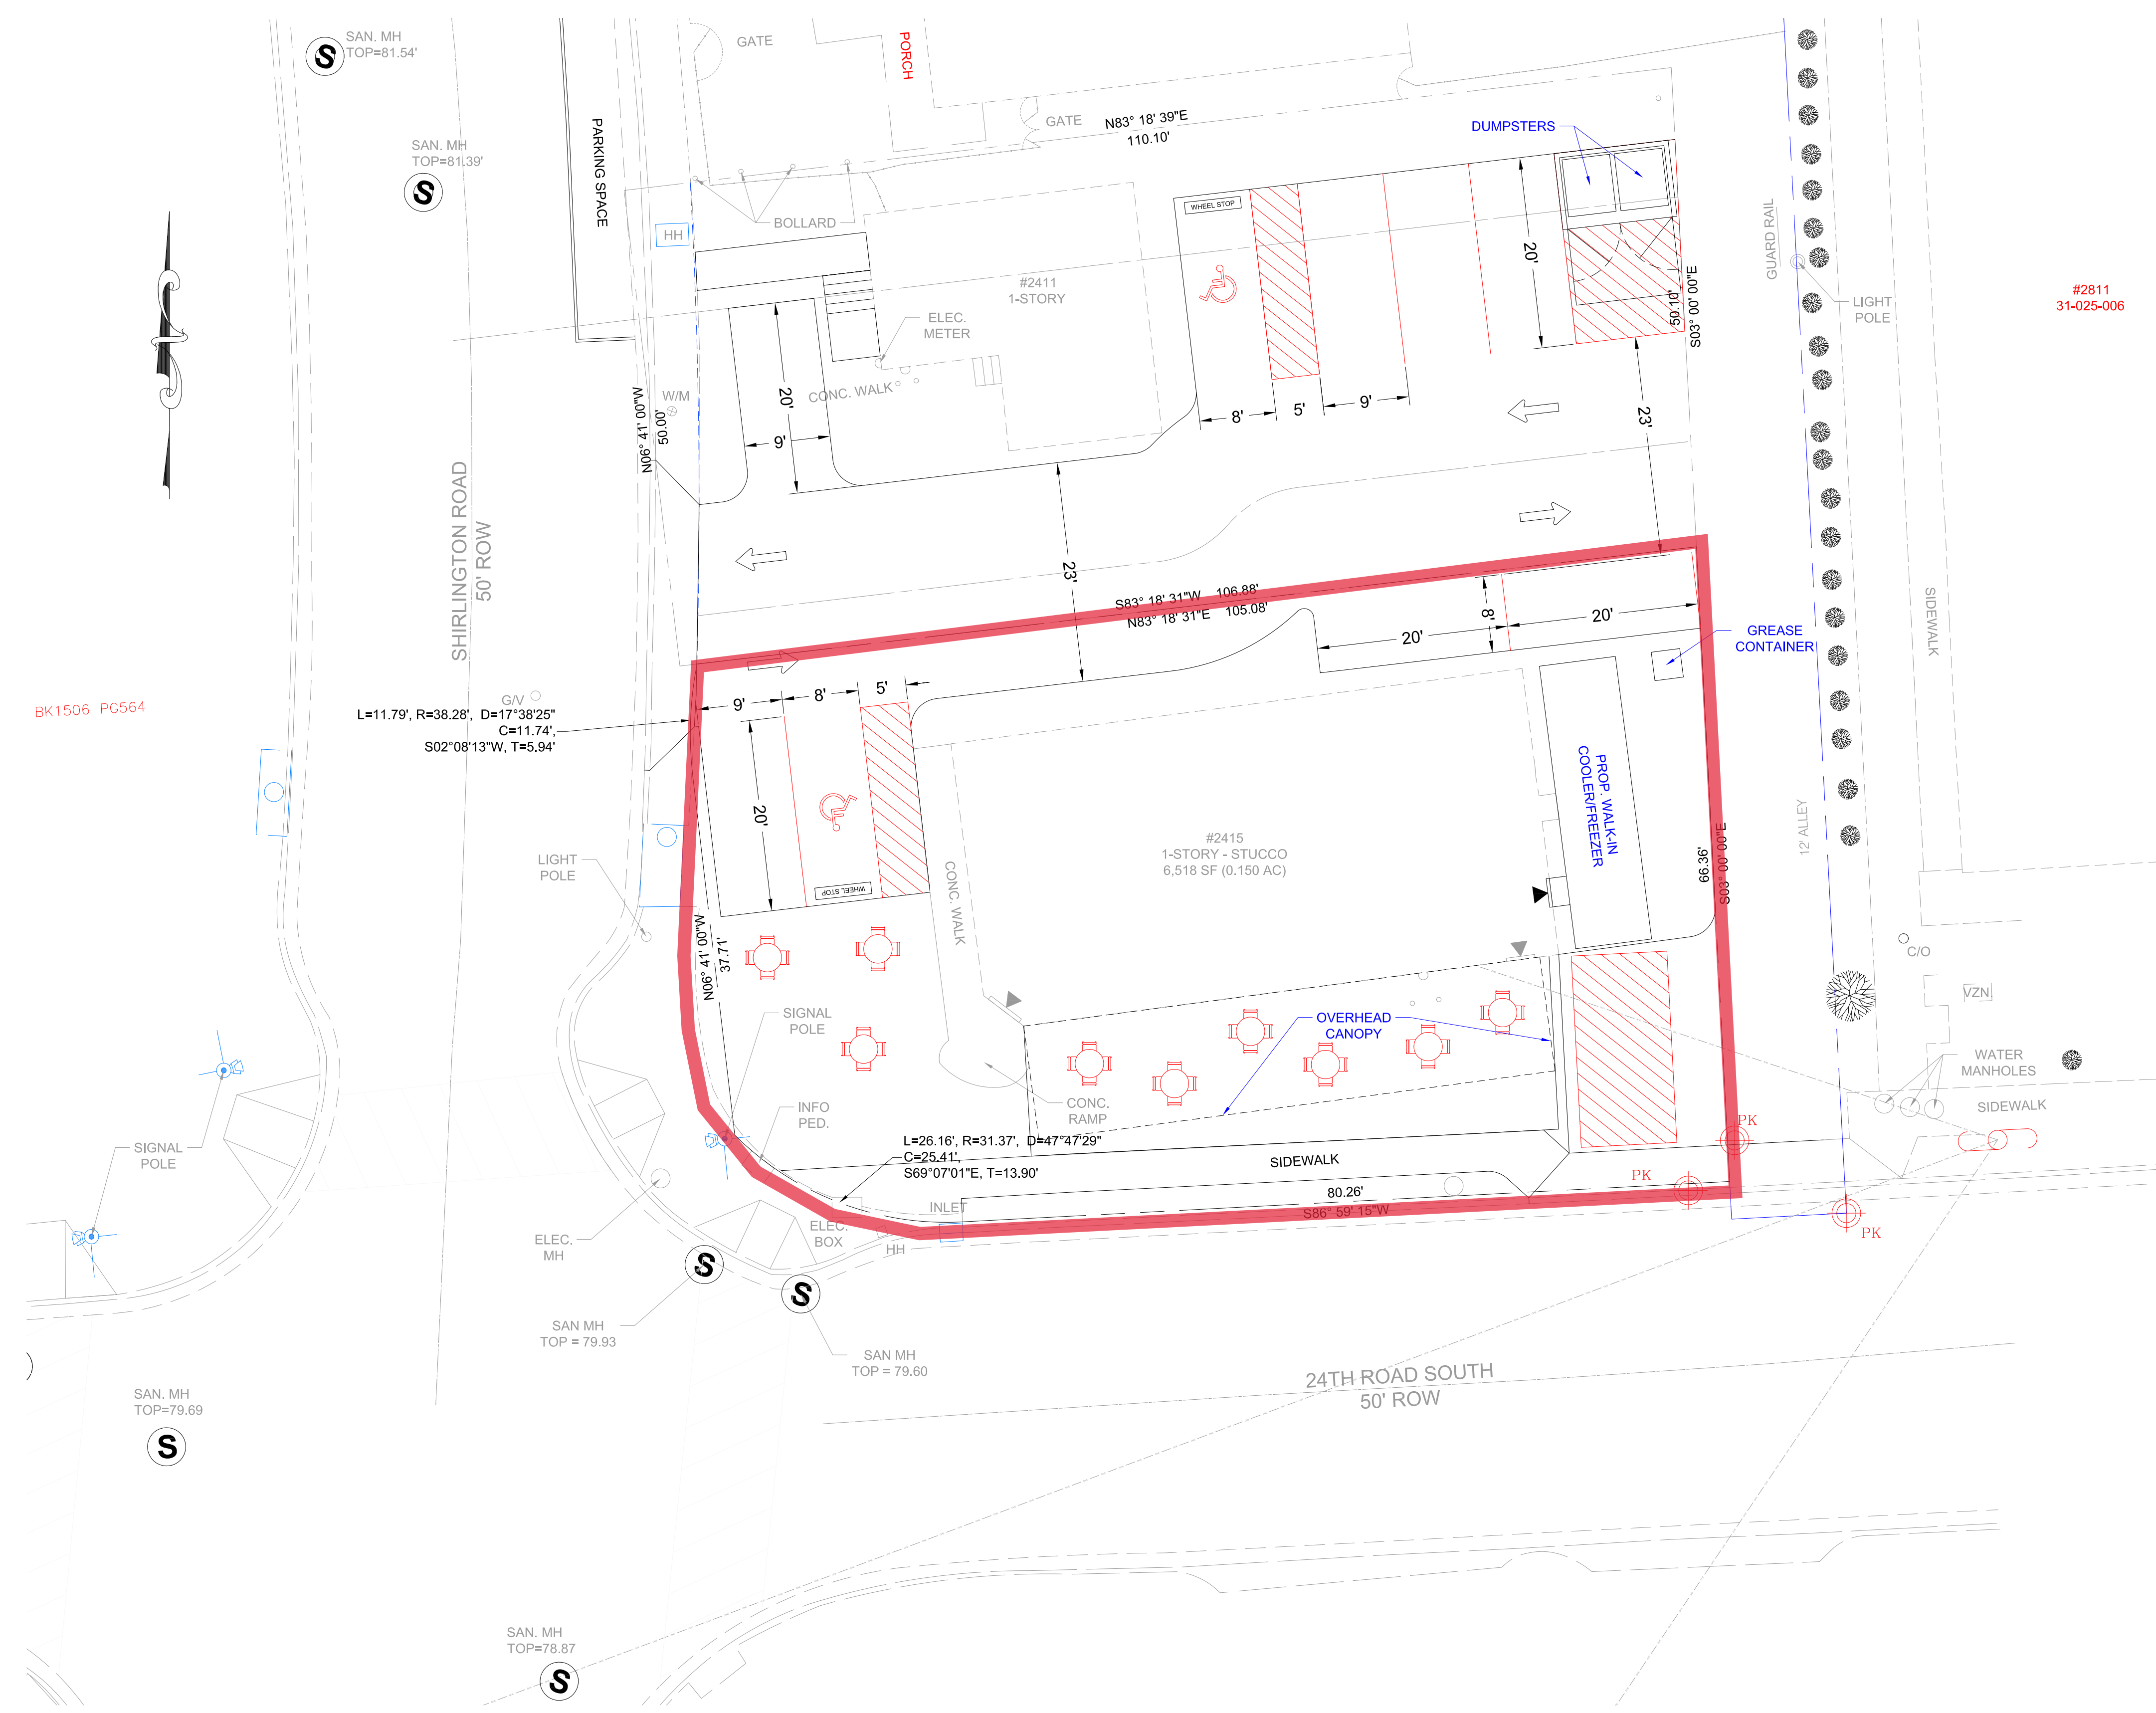 SAN. MH
TOP=81.54'
GATE
PORCH
SAN. MH
TOP=81.39'
PARKING SPACE
GATE
N83° 18' 39"E
110.10'
DUMPSTERS
WHEEL STOP
HH
BOLLARD
#2411
1-STORY
20'
GUARD RAIL
ELEC.
METER
50.10'
S03° 00' 00"E
LIGHT
POLE
#2811
31-025-006
W/M
N06° 41' 00"W
50.00'
20'
9'
CONC. WALK
8'
5'
9'
23'
SHIRLINGTON ROAD
50' ROW
23'
S83° 18' 31"W 106.88'
N83° 18' 31"E 105.08'
8'
20'
20'
GREASE
CONTAINER
SIDEWALK
BK1506 PG564
G/V
L=11.79', R=38.28', D=17°38'25"
C=11.74',
S02°08'13"W, T=5.94'
9'
8'
5'
20'
WHEEL STOP
PROP. WALK-IN
COOLER/FREEZER
#2415
1-STORY - STUCCO
6,518 SF (0.150 AC)
12' ALLEY
66.36'
S03° 00' 00"E
LIGHT
POLE
CONC. WALK
N06° 41' 00"W
37.71'
C/O
VZN.
SIGNAL
POLE
OVERHEAD
CANOPY
WATER
MANHOLES
SIDEWALK
INFO
PED.
CONC.
RAMP
PK
SIGNAL
POLE
L=26.16', R=31.37', D=47°47'29"
C=25.41',
S69°07'01"E, T=13.90'
SIDEWALK
PK
80.26'
S86° 59' 15"W
INLET
ELEC.
BOX
HH
PK
ELEC.
MH
S
S
S
S
SAN MH
TOP = 79.93
SAN MH
TOP = 79.60
24TH ROAD SOUTH
50' ROW
SAN. MH
TOP=79.69
S
SAN. MH
TOP=78.87
S